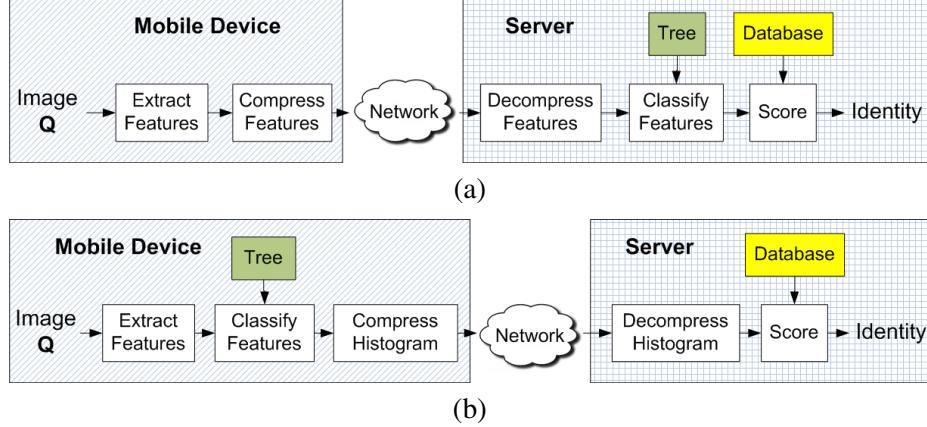 Mobile Device
Server
Tree
Database
Image
Q
Extract
Features
Compress
Features
Network
Decompress
Features
Classify
Features
Score
Identity
(a)
Mobile Device
Server
Tree
Database
Image
Q
Extract
Features
Classify
Features
Compress
Histogram
Network
Decompress
Histogram
Score
Identity
(b)